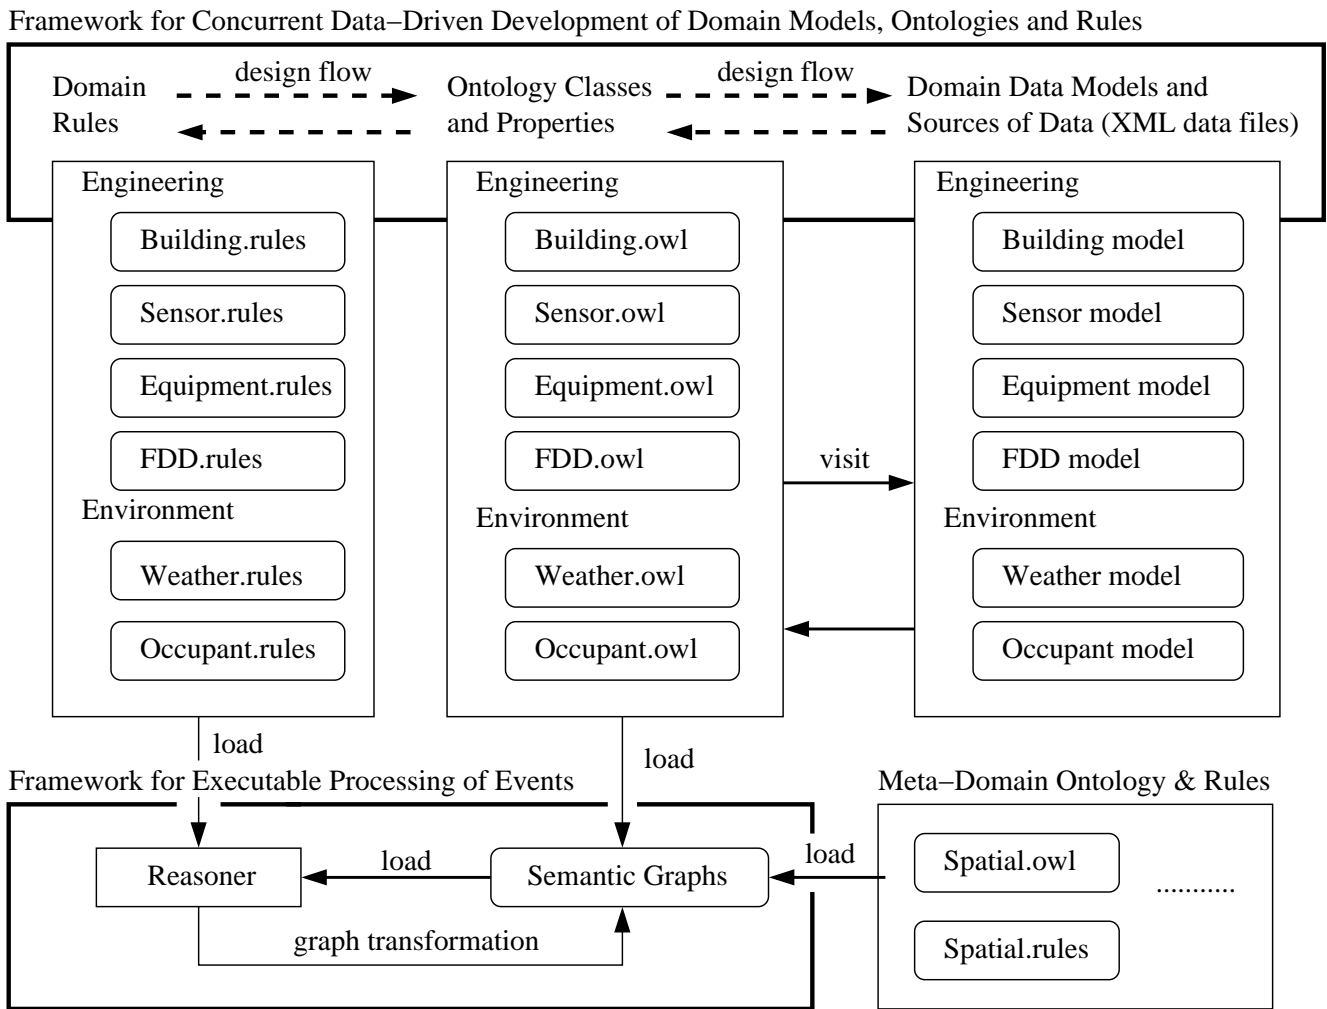 Framework for Concurrent Data−Driven Development of Domain Models, Ontologies and Rules
design flow
design flow
Domain
Rules
Ontology Classes
and Properties
Domain Data Models and
Sources of Data (XML data files)
Engineering
Building.rules
Sensor.rules
Equipment.rules
FDD.rules
Environment
Weather.rules
Occupant.rules
Engineering
Building.owl
Sensor.owl
Equipment.owl
FDD.owl
Environment
Weather.owl
Occupant.owl
visit
Engineering
Building model
Sensor model
Equipment model
FDD model
Environment
Weather model
Occupant model
load
load
Framework for Executable Processing of Events
Reasoner
load
Semantic Graphs
load
graph transformation
Meta−Domain Ontology & Rules
Spatial.owl
...........
Spatial.rules